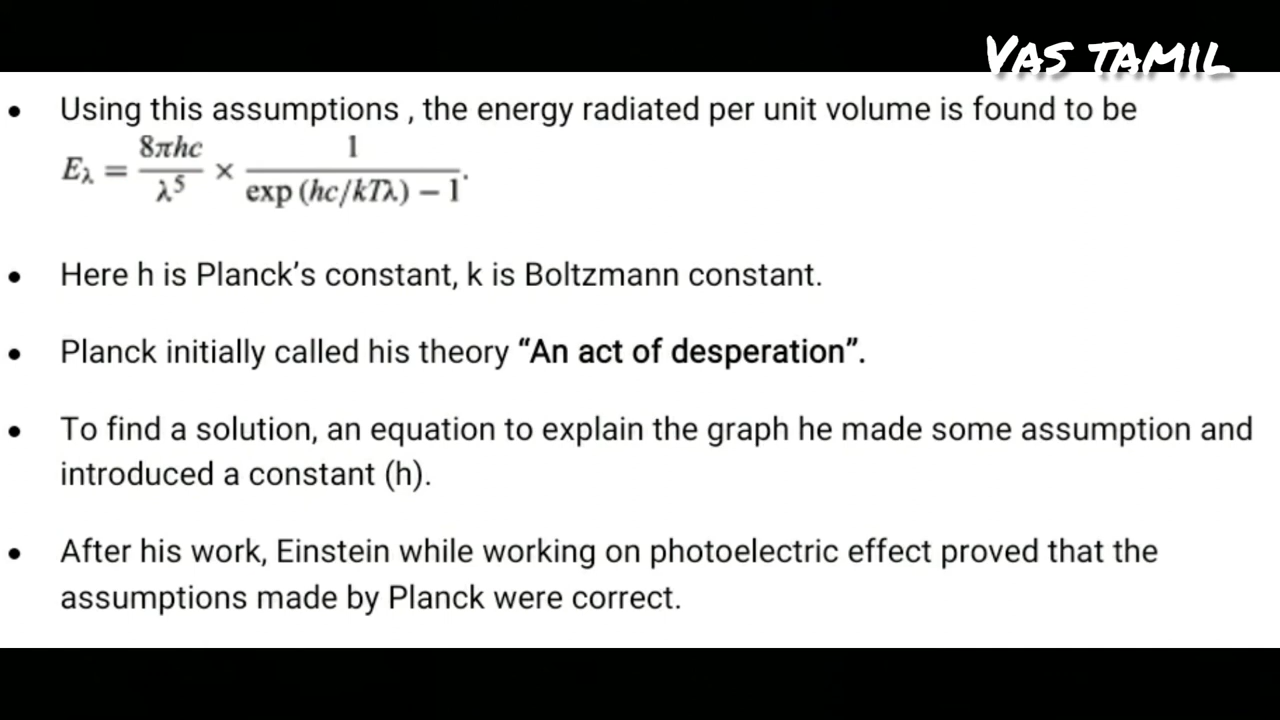 VAS TAMIL
• Using this assumptions , the energy radiated per unit volume is found to be
E_λ = \frac{8πhc}{λ^5} × \frac{1}{exp (hc/kTλ) − 1}.
• Here h is Planck’s constant, k is Boltzmann constant.
• Planck initially called his theory “An act of desperation”.
• To find a solution, an equation to explain the graph he made some assumption and
introduced a constant (h).
• After his work, Einstein while working on photoelectric effect proved that the
assumptions made by Planck were correct.